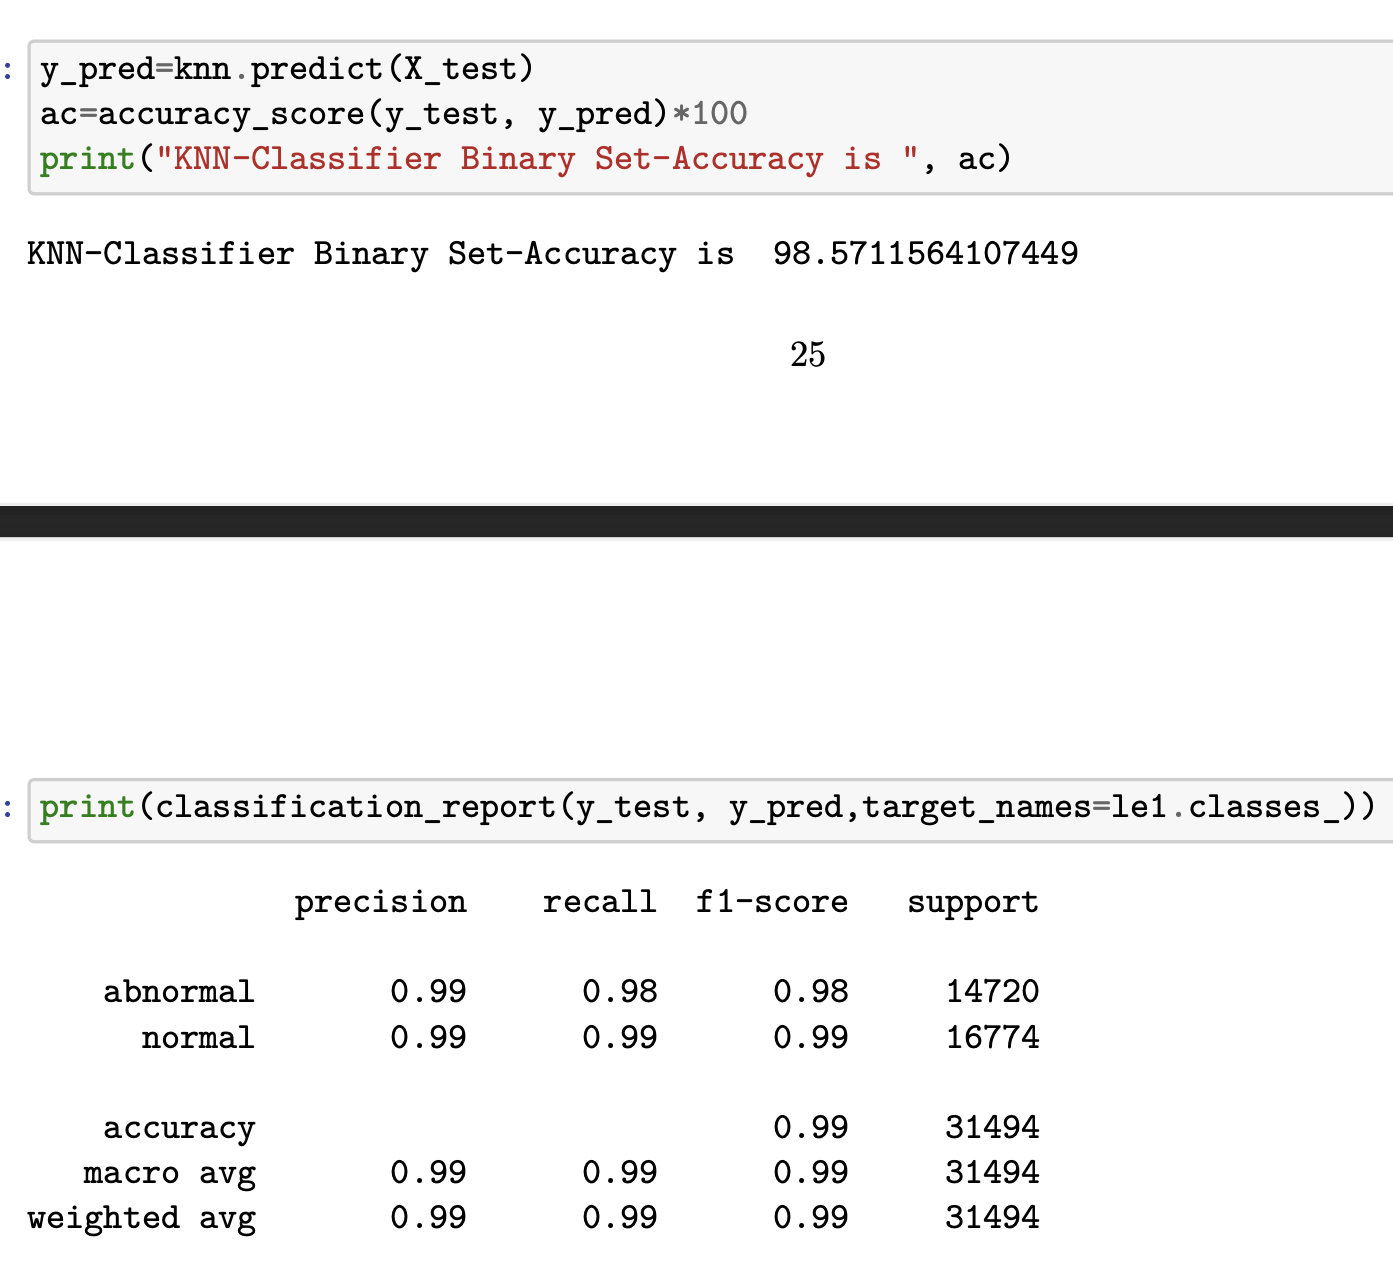 :
y_pred=knn.predict(X_test)
ac=accuracy_score(y_test, y_pred)*100
print("KNN-Classifier Binary Set-Accuracy is ", ac)
KNN-Classifier Binary Set-Accuracy is  98.5711564107449
25
:
print(classification_report(y_test, y_pred,target_names=le1.classes_))
precision    recall  f1-score   support
abnormal       0.99      0.98      0.98     14720
normal       0.99      0.99      0.99     16774
accuracy                           0.99     31494
macro avg       0.99      0.99      0.99     31494
weighted avg       0.99      0.99      0.99     31494